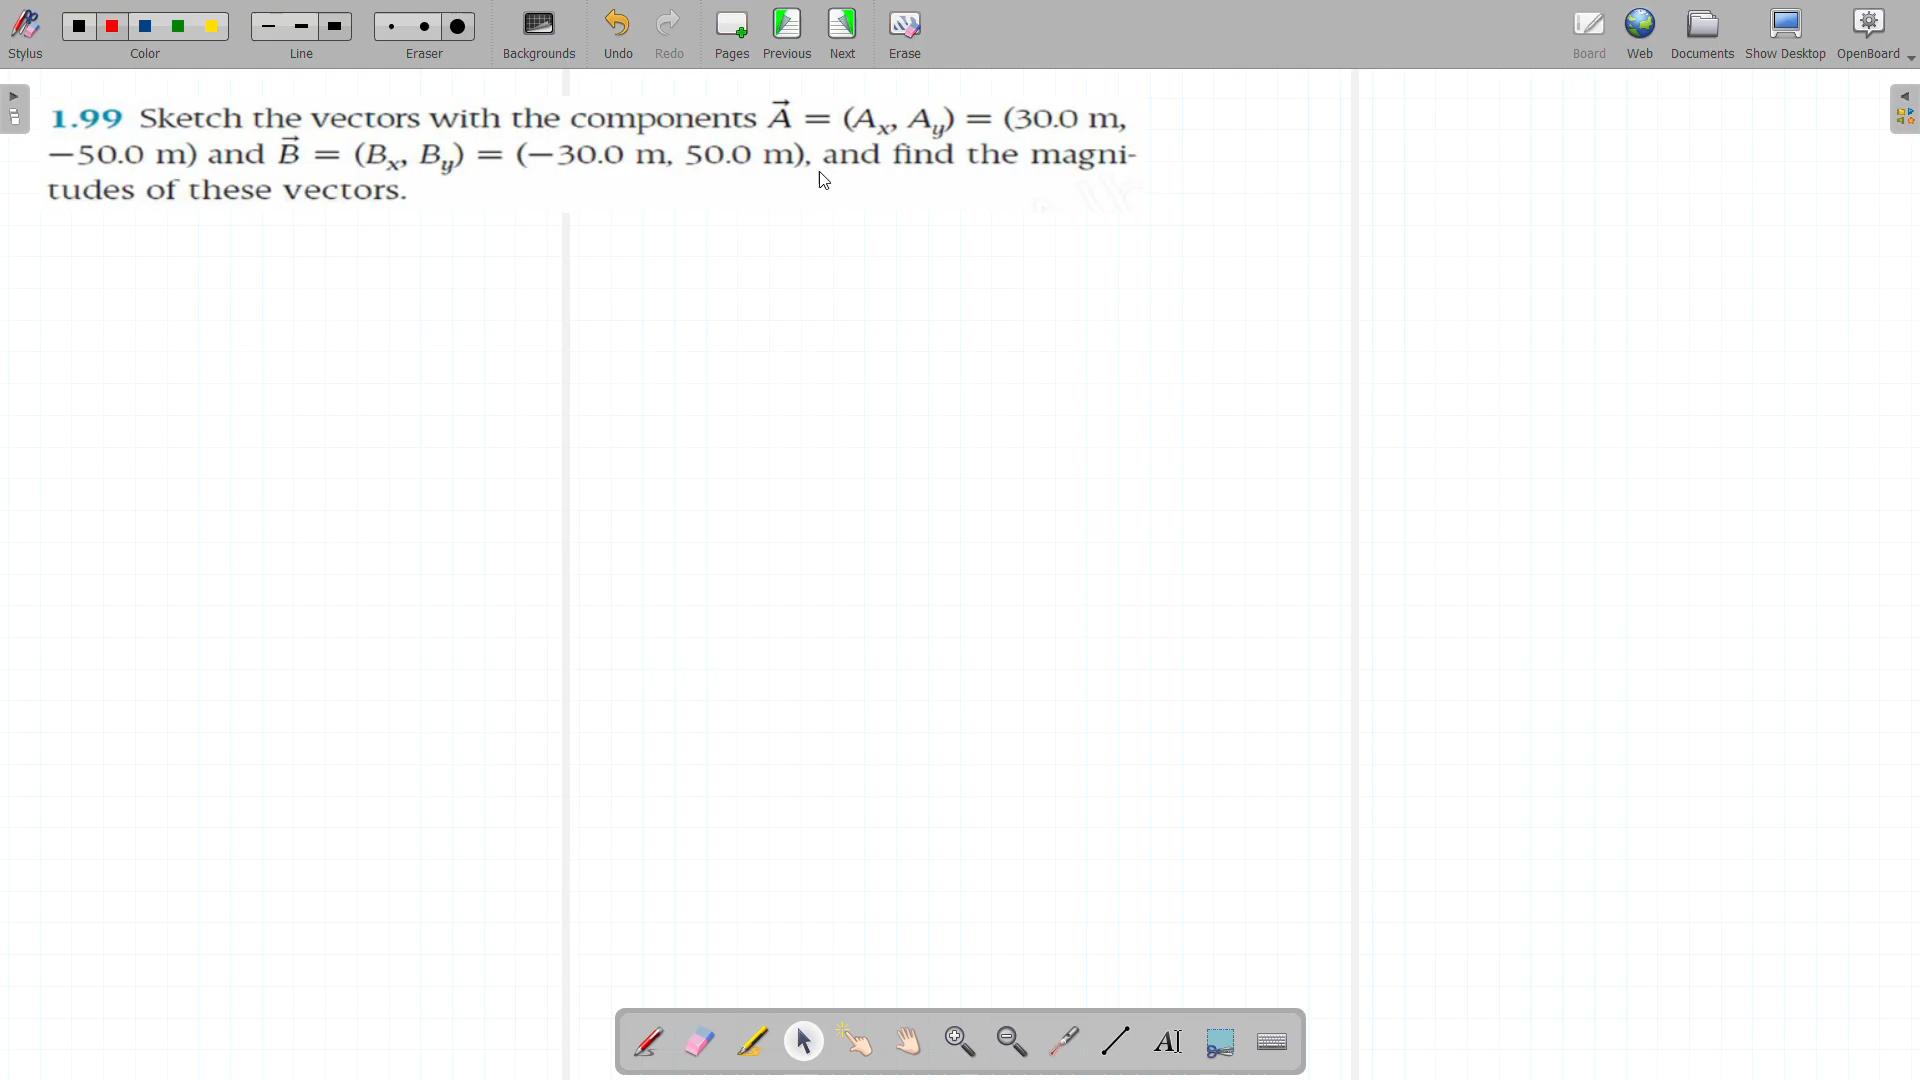 Stylus Color Line Eraser Backgrounds Undo Redo Pages Previous Next Erase Board Web Documents Show Desktop OpenBoard
1.99 Sketch the vectors with the components A⃗ = (Aₓ, A_y) = (30.0 m,
−50.0 m) and B⃗ = (Bₓ, B_y) = (−30.0 m, 50.0 m), and find the magni-
tudes of these vectors.